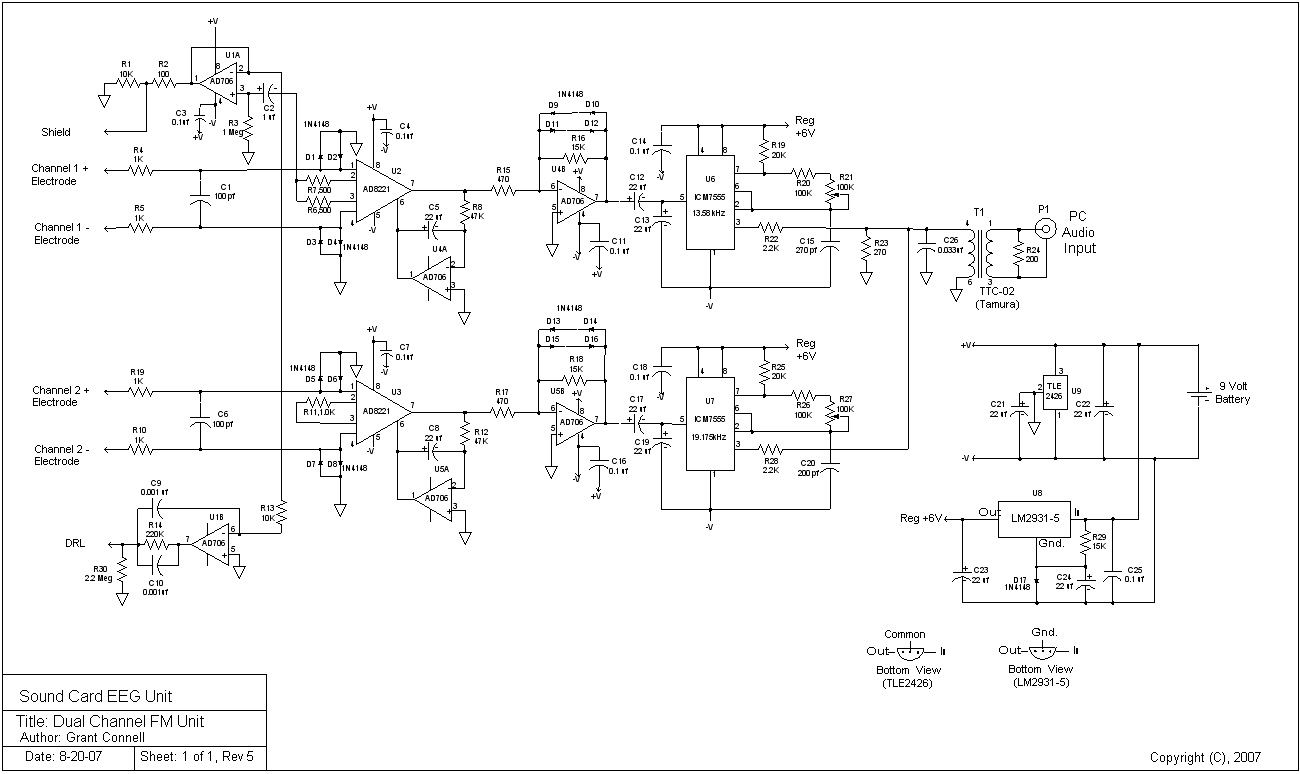 +V
U1A
R1
10K
R2
100
8
1
2
AD706
3
4
-V
C3
0.1uf
+V
C2
1 uf
R3
1 Meg
Shield
1N4148
D1
D2
+V
C4
0.1uf
-V
Channel 1 +
Electrode
R4
1K
C1
100pf
R7,500
R6,500
1
2
3
4
8
U2
AD8221
7
6
5
-V
Channel 1 -
Electrode
R5
1K
D3
D4
1N4148
R15
470
C5
22 uf
R8
47K
U4A
AD706
1
2
3
1N4148
D9
D10
D11
D12
R16
15K
U4B
+V
8
6
AD706
7
5
4
-V
C11
0.1 uf
+V
C12
22 uf
C13
22 uf
C14
0.1 uf
-V
Reg
+6V
4
8
U6
ICM7555
13.58kHz
5
7
6
2
3
1
-V
R19
20K
R20
100K
R21
100K
R22
2.2K
C15
270 pf
R23
270
C26
0.033uf
T1
4
1
6
3
TTC-02
(Tamura)
P1
R24
200
PC
Audio
Input
Channel 2 +
Electrode
R19
1K
C6
100 pf
Channel 2 -
Electrode
R10
1K
1N4148
D5
D6
R11,1.0K
+V
C7
0.1uf
-V
1
2
3
4
8
U3
AD8221
7
6
5
-V
D7
D8
1N4148
R17
470
C8
22 uf
R12
47K
U5A
AD706
1
2
3
1N4148
D13
D14
D15
D16
R18
15K
U5B
+V
8
6
AD706
7
5
4
-V
C16
0.1 uf
+V
C17
22 uf
C19
22 uf
C18
0.1 uf
-V
Reg
+6V
4
8
U7
ICM7555
19.175kHz
5
7
6
2
3
1
-V
R25
20K
R26
100K
R27
100K
R28
2.2K
C20
200 pf
C9
0.001 uf
R14
220K
C10
0.001uf
DRL
R30
2.2 Meg
U1B
7
AD706
6
5
R13
10K
+V
-V
C21
22 uf
3
2
TLE
2426
1
U9
C22
22 uf
9 Volt
Battery
U8
LM2931-5
Out
In
Gnd.
Reg +6V
R29
15K
C23
22 uf
D17
1N4148
C24
22 uf
C25
0.1 uf
Common
Out
In
Bottom View
(TLE2426)
Gnd.
Out
In
Bottom View
(LM2931-5)
Sound Card EEG Unit
Title: Dual Channel FM Unit
Author: Grant Connell
Date: 8-20-07
Sheet: 1 of 1, Rev 5
Copyright (C), 2007